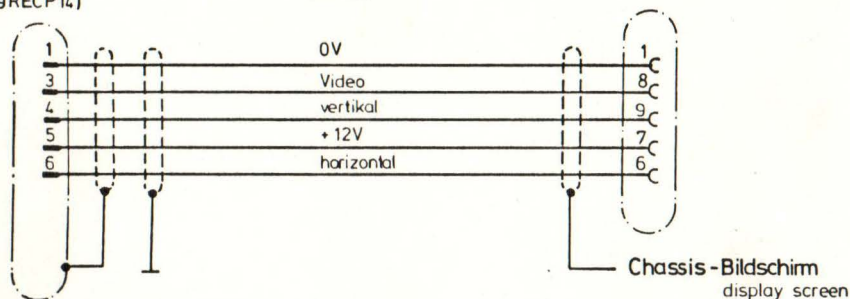 RECP14)
1 0V 1
3 Video 8
4 vertikal 9
5 + 12V 7
6 horizontal 6
Chassis-Bildschirm
display screen